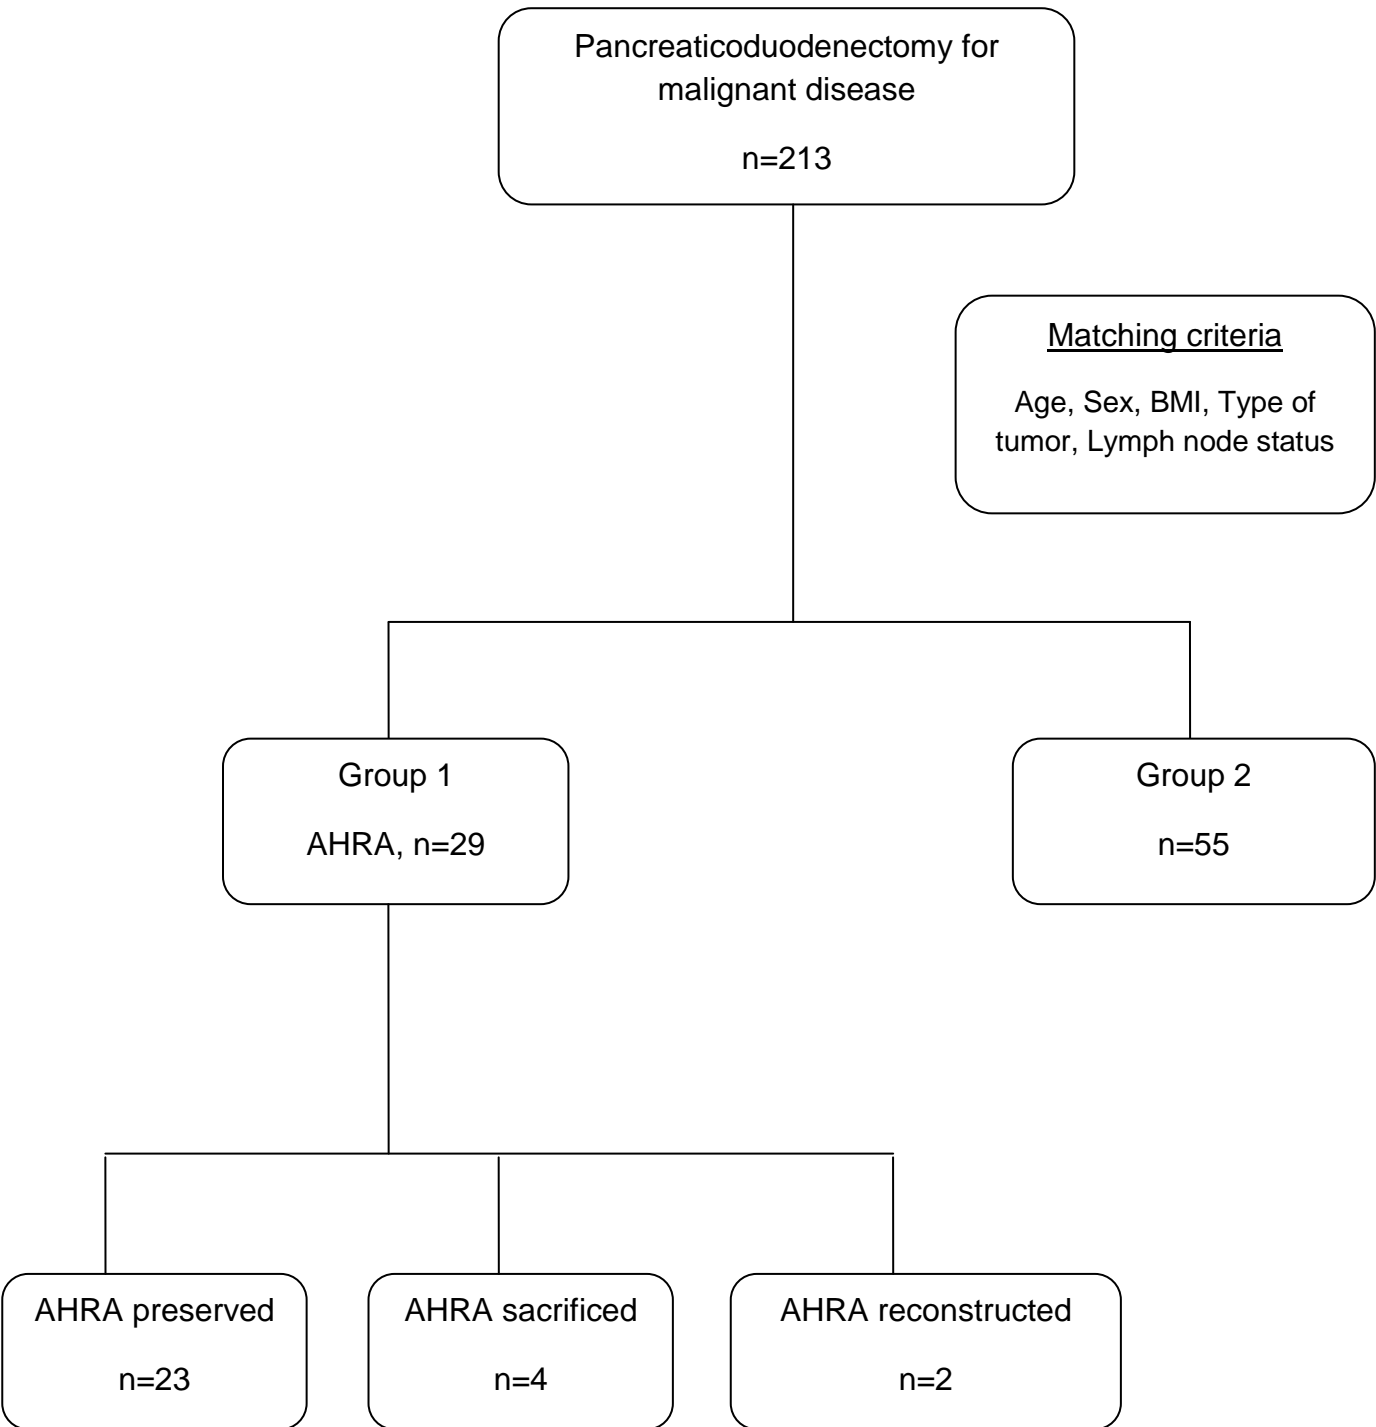 Pancreaticoduodenectomy for
malignant disease
n=213
Matching criteria
Age, Sex, BMI, Type of
tumor, Lymph node status
Group 1
AHRA, n=29
Group 2
n=55
AHRA preserved
n=23
AHRA sacrificed
n=4
AHRA reconstructed
n=2